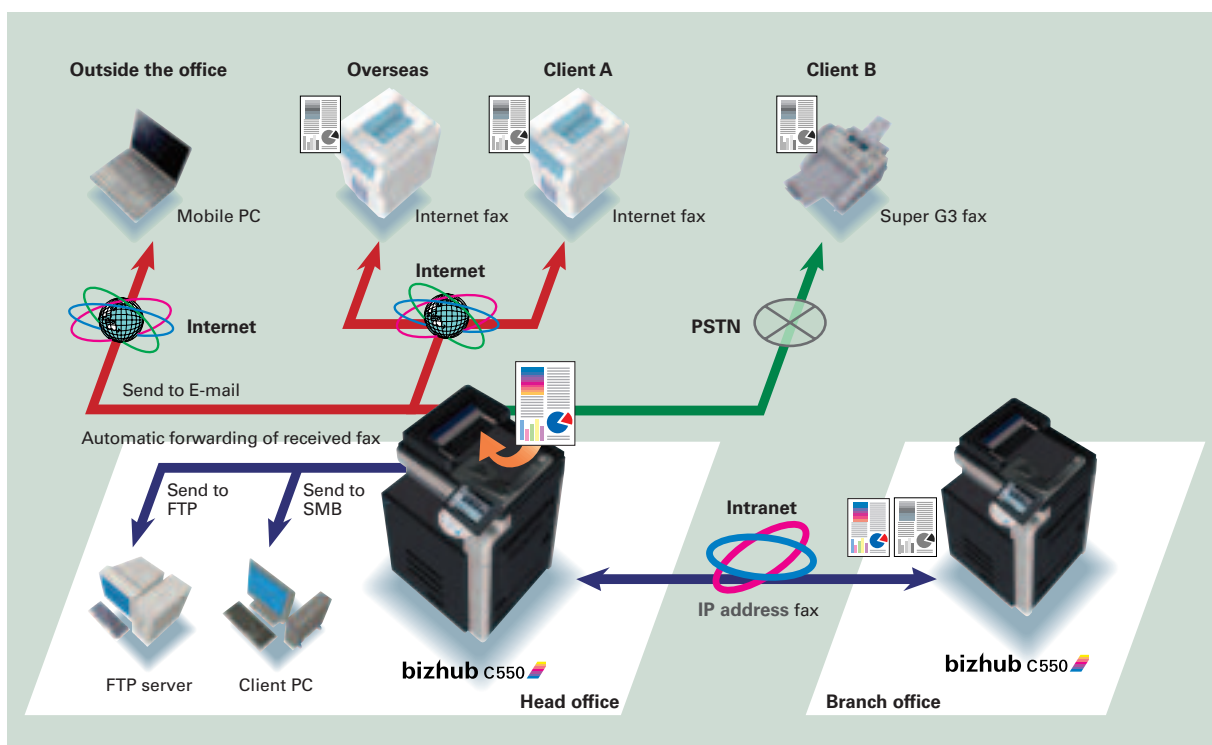 Outside the office
Overseas
Client A
Client B
Mobile PC
Internet fax
Internet fax
Super G3 fax
Internet
Internet
PSTN
Send to E-mail
Automatic forwarding of received fax
Send to
FTP
Send to
SMB
Intranet
IP address fax
FTP server
Client PC
bizhub C550
Head office
bizhub C550
Branch office